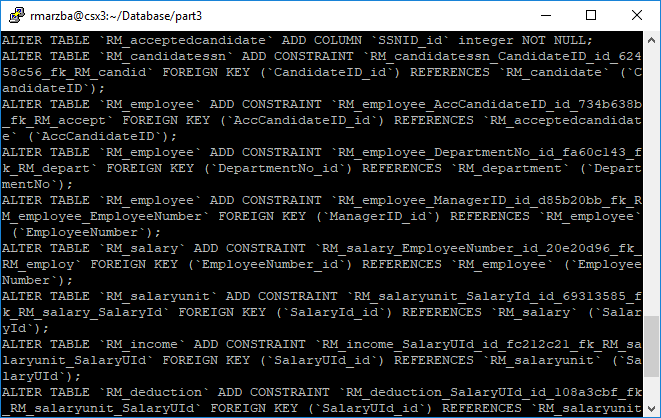 rmarzba@csx3:~/Database/part3
ALTER TABLE `RM_acceptedcandidate` ADD COLUMN `SSNID_id` integer NOT NULL;
ALTER TABLE `RM_candidatessn` ADD CONSTRAINT `RM_candidatessn_CandidateID_id_624
58c56_fk_RM_candid` FOREIGN KEY (`CandidateID_id`) REFERENCES `RM_candidate` (`C
andidateID`);
ALTER TABLE `RM_employee` ADD CONSTRAINT `RM_employee_AccCandidateID_id_734b638b
_fk_RM_accept` FOREIGN KEY (`AccCandidateID_id`) REFERENCES `RM_acceptedcandidat
e` (`AccCandidateID`);
ALTER TABLE `RM_employee` ADD CONSTRAINT `RM_employee_DepartmentNo_id_fa60c143_f
k_RM_depart` FOREIGN KEY (`DepartmentNo_id`) REFERENCES `RM_department` (`Depart
mentNo`);
ALTER TABLE `RM_employee` ADD CONSTRAINT `RM_employee_ManagerID_id_d85b20bb_fk_R
M_employee_EmployeeNumber` FOREIGN KEY (`ManagerID_id`) REFERENCES `RM_employee`
 (`EmployeeNumber`);
ALTER TABLE `RM_salary` ADD CONSTRAINT `RM_salary_EmployeeNumber_id_20e20d96_fk_
RM_employ` FOREIGN KEY (`EmployeeNumber_id`) REFERENCES `RM_employee` (`Employee
Number`);
ALTER TABLE `RM_salaryunit` ADD CONSTRAINT `RM_salaryunit_SalaryId_id_69313585_f
k_RM_salary_SalaryId` FOREIGN KEY (`SalaryId_id`) REFERENCES `RM_salary` (`Salar
yId`);
ALTER TABLE `RM_income` ADD CONSTRAINT `RM_income_SalaryUId_id_fc212c21_fk_RM_sa
laryunit_SalaryUId` FOREIGN KEY (`SalaryUId_id`) REFERENCES `RM_salaryunit` (`Sa
laryUId`);
ALTER TABLE `RM_deduction` ADD CONSTRAINT `RM_deduction_SalaryUId_id_108a3cbf_fk
_RM_salaryunit_SalaryUId` FOREIGN KEY (`SalaryUId_id`) REFERENCES `RM_salaryunit